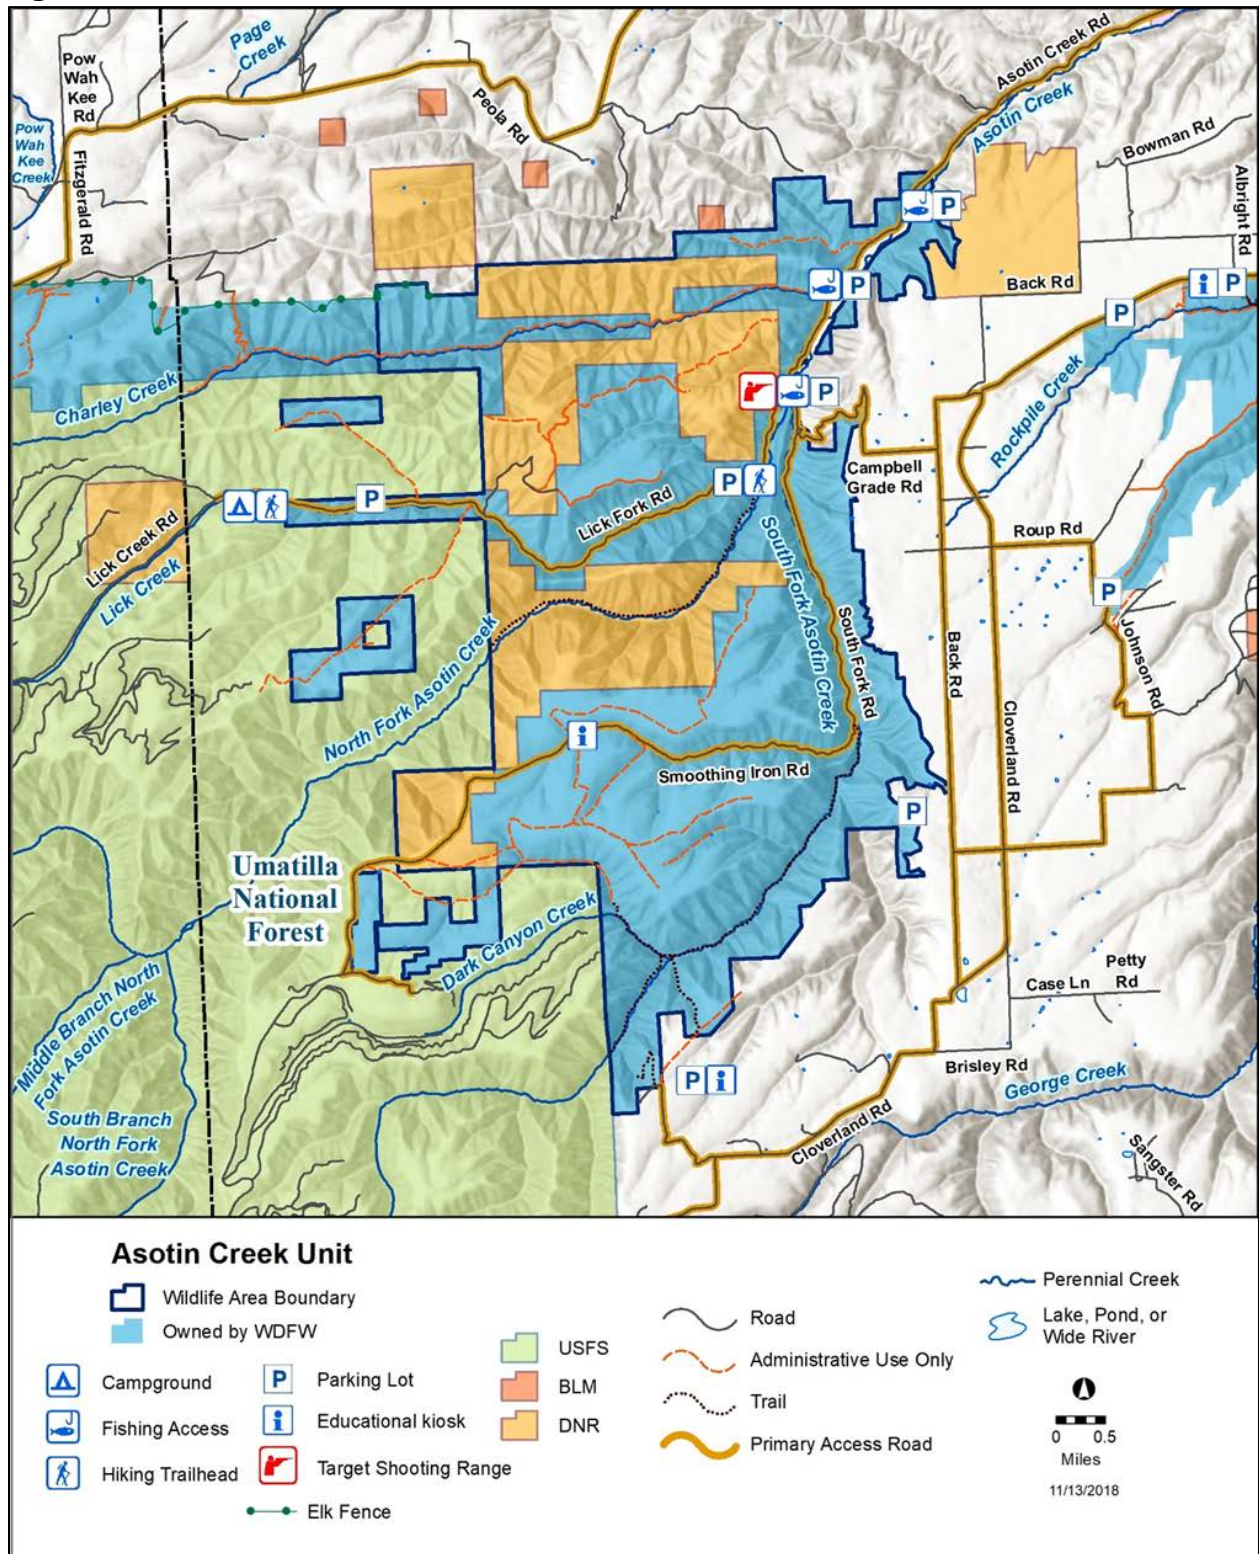 Page
Creek
Pow
Wah
Kee
Rd
Asotin Creek Rd
Peola Rd
Asotin Creek
Pow
Wah
Kee
Creek
Bowman Rd
Fitzgerald Rd
Albright Rd
P
P
Back Rd
P
P
Charley Creek
P
Rockpile Creek
Campbell
Grade Rd
P
P
Lick Fork Rd
Lick Creek Rd
Roup Rd
Lick Creek
South Fork Asotin Creek
P
Johnson Rd
North Fork Asotin Creek
South Fork Rd
Back Rd
Cloverland Rd
Smoothing Iron Rd
P
Umatilla
National
Forest
Dark Canyon Creek
Petty
Rd
Case Ln
Middle Branch North
Fork Asotin Creek
Brisley Rd
George Creek
P
South Branch
North Fork
Asotin Creek
Cloverland Rd
Sangster Rd
Asotin Creek Unit
Wildlife Area Boundary
Owned by WDFW
Campground
Fishing Access
Hiking Trailhead
P
Parking Lot
Educational kiosk
Target Shooting Range
Elk Fence
USFS
BLM
DNR
Road
Administrative Use Only
Trail
Primary Access Road
Perennial Creek
Lake, Pond, or
Wide River
0 0.5
Miles
11/13/2018